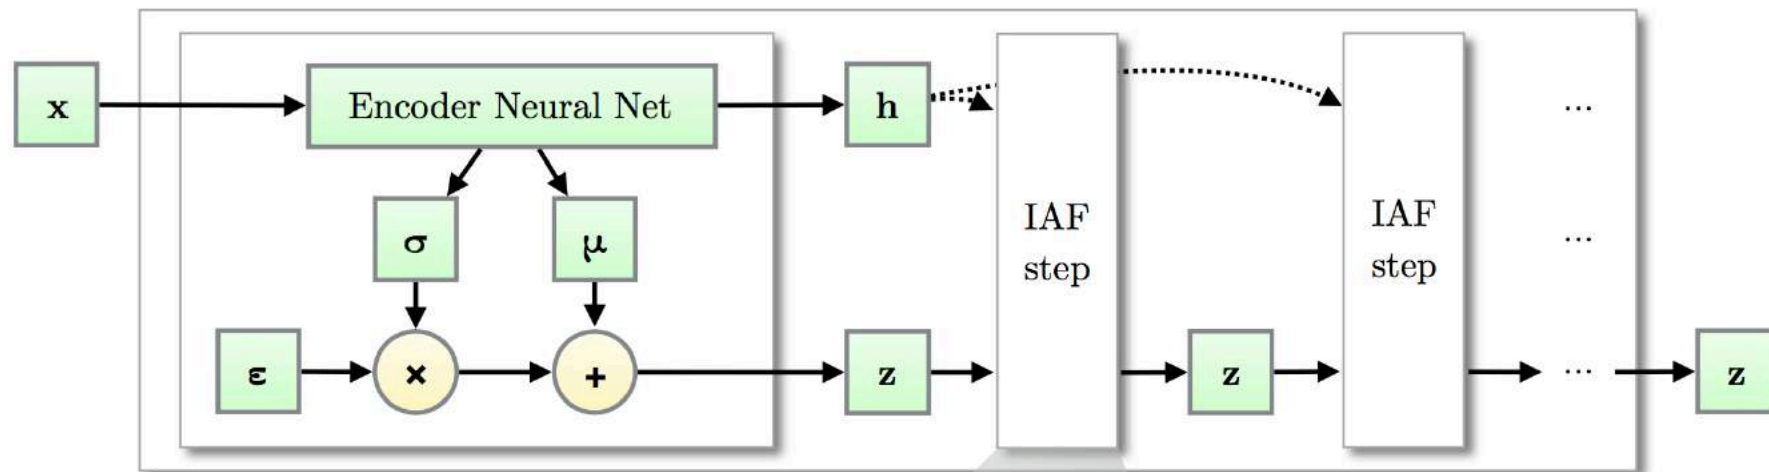 x
Encoder Neural Net
h
...
σ
μ
IAF
step
IAF
step
...
ε
×
+
z
z
...
z